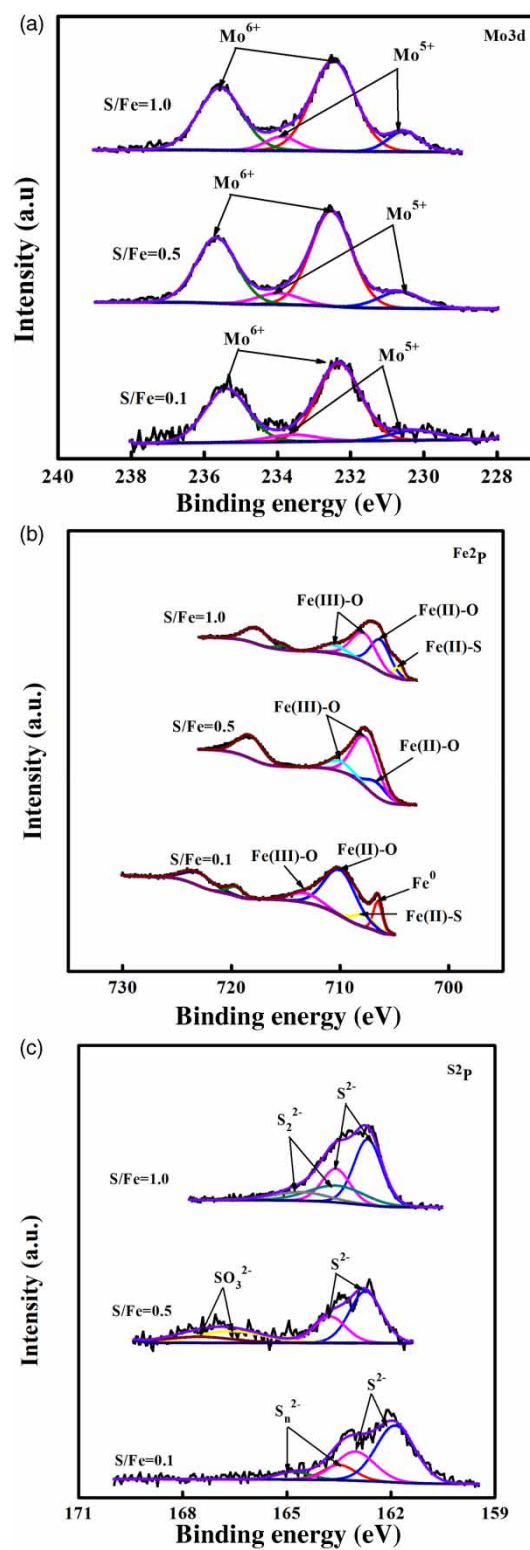 (a)
Mo3d
Mo6+
Mo5+
S/Fe=1.0
Mo6+
Mo5+
S/Fe=0.5
Mo6+
Mo5+
S/Fe=0.1
Intensity (a.u)
240 238 236 234 232 230 228
Binding energy (eV)
(b)
Fe2P
Fe(III)-O
Fe(II)-O
S/Fe=1.0
Fe(II)-S
Fe(III)-O
S/Fe=0.5
Fe(II)-O
Fe(III)-O
Fe(II)-O
S/Fe=0.1
Fe0
Fe(II)-S
Intensity (a.u.)
730 720 710 700
Binding energy (eV)
(c)
S2P
S2-
S22-
S/Fe=1.0
SO32-
S2-
S/Fe=0.5
S2-
Sn2-
S/Fe=0.1
Intensity (a.u.)
171 168 165 162 159
Binding energy (eV)